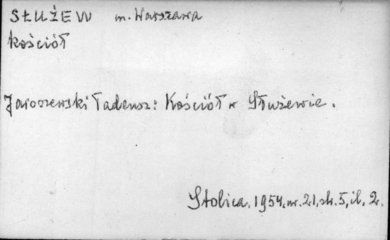 SŁUŻEW m. Warszawa
Kościół
Jaroszewski Tadeusz: Kościół w Służewie.
Stolica. 1954. nr. 21, str. 5, il. 2.